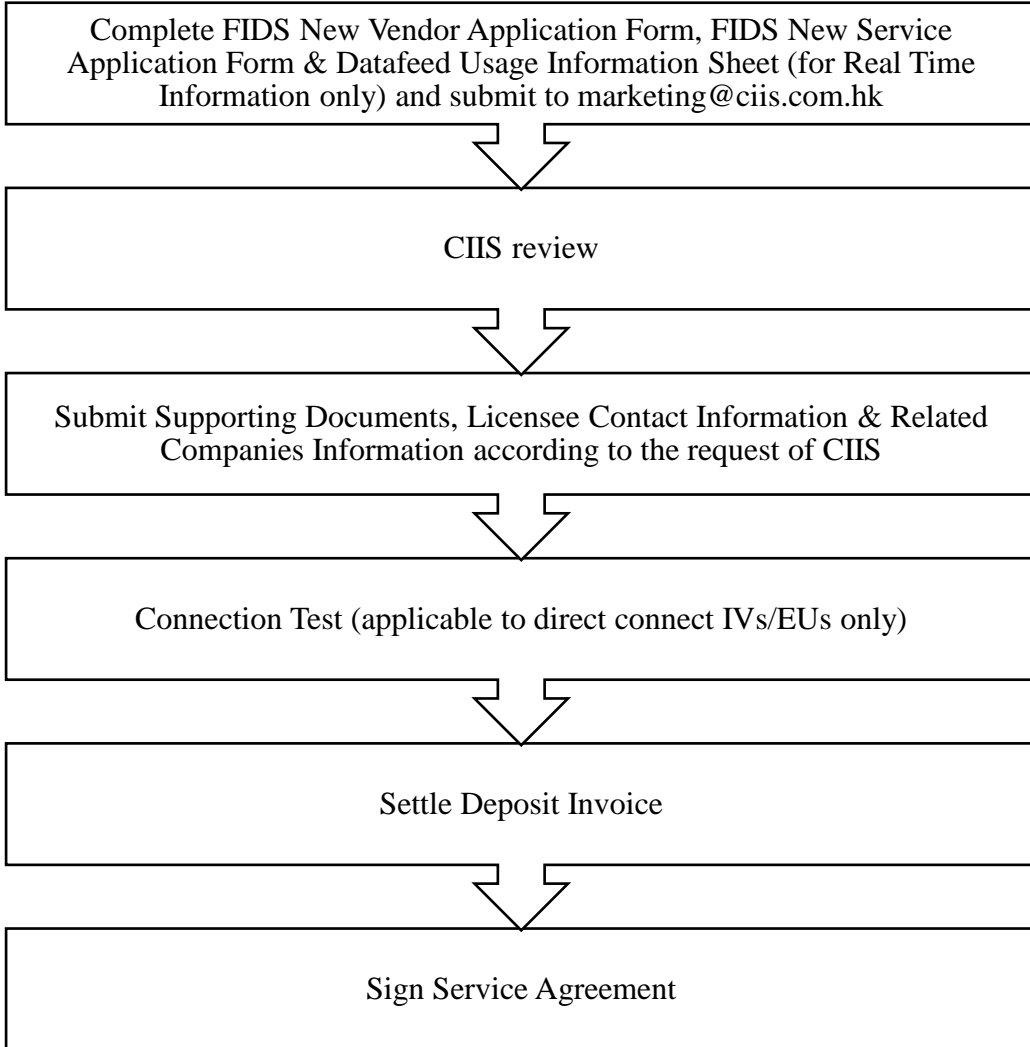 Complete FIDS New Vendor Application Form, FIDS New Service
Application Form & Datafeed Usage Information Sheet (for Real Time
Information only) and submit to marketing@ciis.com.hk
CIIS review
Submit Supporting Documents, Licensee Contact Information & Related
Companies Information according to the request of CIIS
Connection Test (applicable to direct connect IVs/EUs only)
Settle Deposit Invoice
Sign Service Agreement